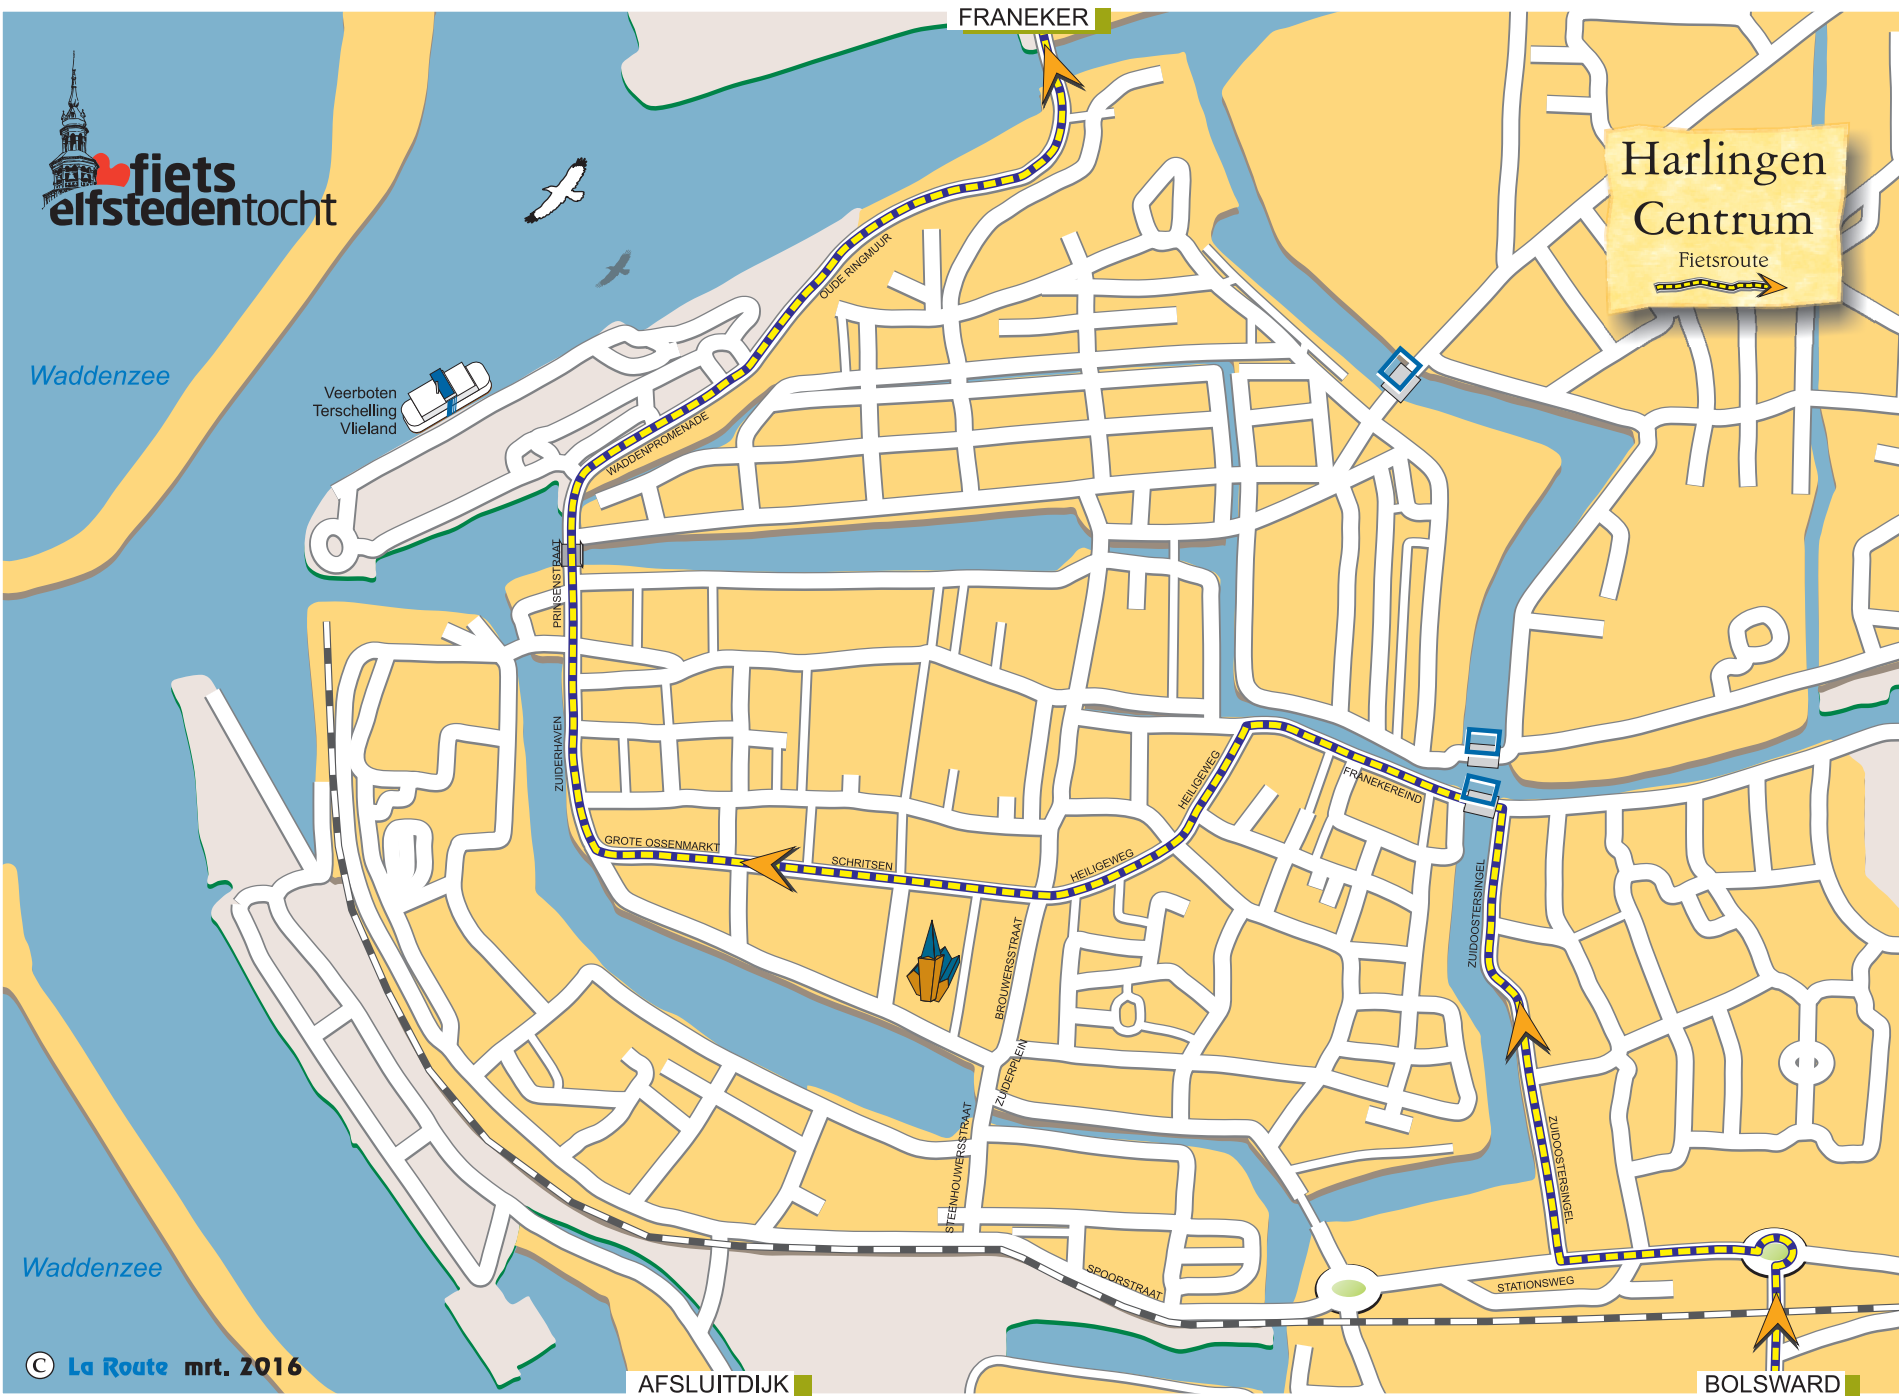 FRANEKER
fiets
elfstedentocht
Harlingen
Centrum
Fietsroute
OUDE RINGMUUR
Waddenzee
Veerboten
Terschelling
Vlieland
WADDENPROMENADE
PRINSENSTRAAT
ZUIDERHAVEN
HEILIGEWEG
FRANEKEREIND
GROTE OSSENMARKT
SCHRITSEN
HEILIGEWEG
ZUIDOOSTERSINGEL
BROUWERSSTRAAT
ZUIDERPLEIN
STEENHOUWERSSTRAAT
ZUIDOOSTERSINGEL
Waddenzee
SPOORSTRAAT
STATIONSWEG
© La Route mrt. 2016
AFSLUITDIJK
BOLSWARD